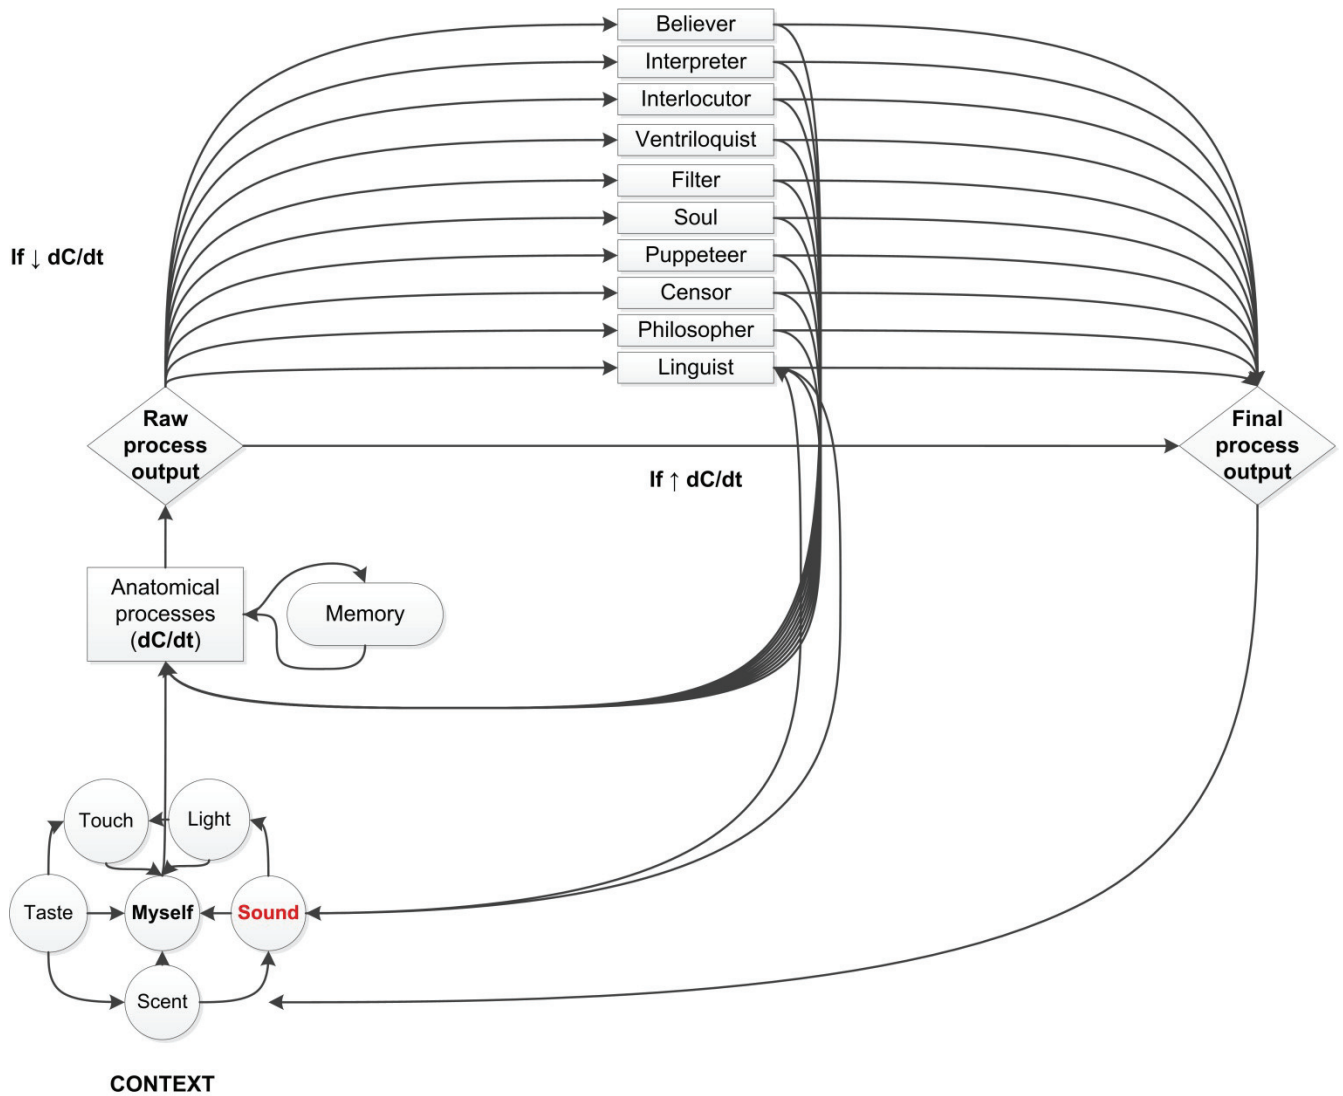 Believer
Interpreter
Interlocutor
Ventriloquist
Filter
Soul
If ↓ dC/dt
Puppeteer
Censor
Philosopher
Linguist
Raw
process
output
Final
process
output
If ↑ dC/dt
Anatomical
processes
(dC/dt)
Memory
Touch
Light
Taste
Myself
Sound
Scent
CONTEXT